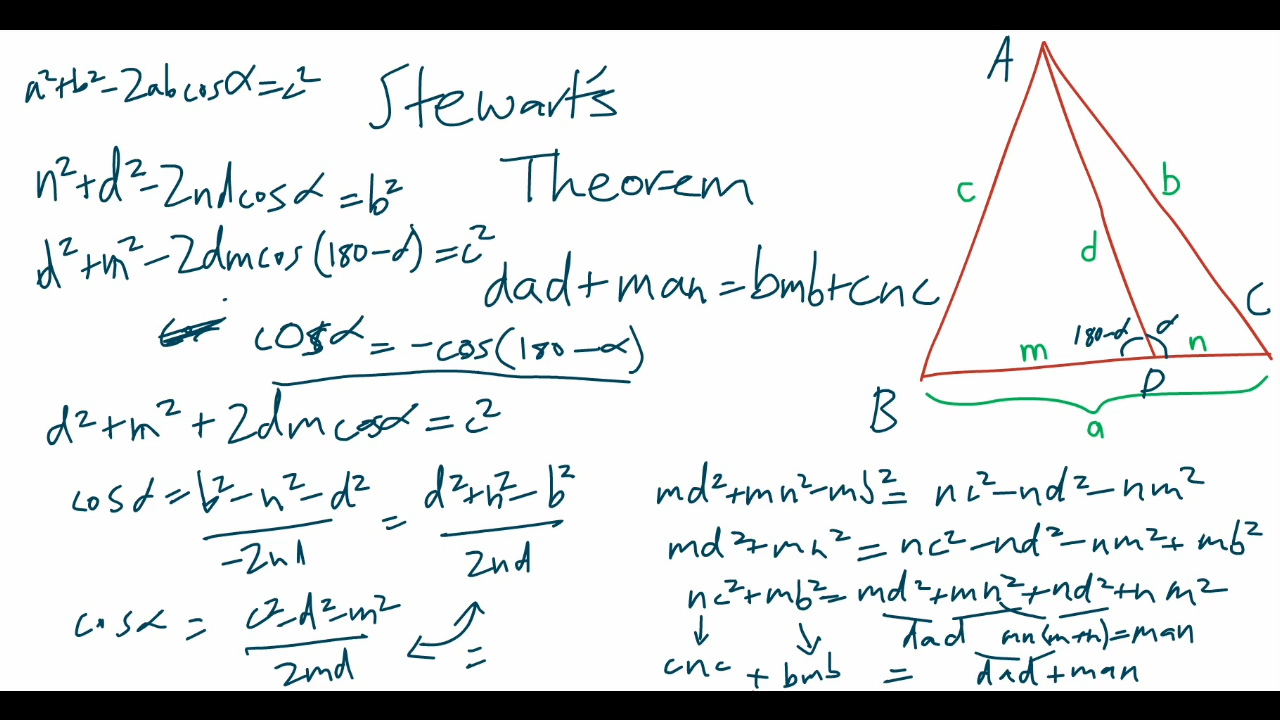 a²+b²-2abcosα=c²
Stewart's
Theorem
n²+d²-2ndcosα=b²
d²+m²-2dmcos(180-α)=c²
dad+man=bmb+cnc
cosα=-cos(180-α)
d²+m²+2dmcosα=c²
cosα=b²-n²-d²/-2nd = d²+n²-b²/2nd
cosα=c²-d²-m²/2md =
A
c
b
d
C
180-α
α
m
n
B
D
a
md²+mn²-mb²=nc²-nd²-nm²
md²+mn²=nc²-nd²-nm²+mb²
nc²+mb²=md²+mn²+nd²+nm²
dad mn(m+n)=man
cnc+bmb=dad+man